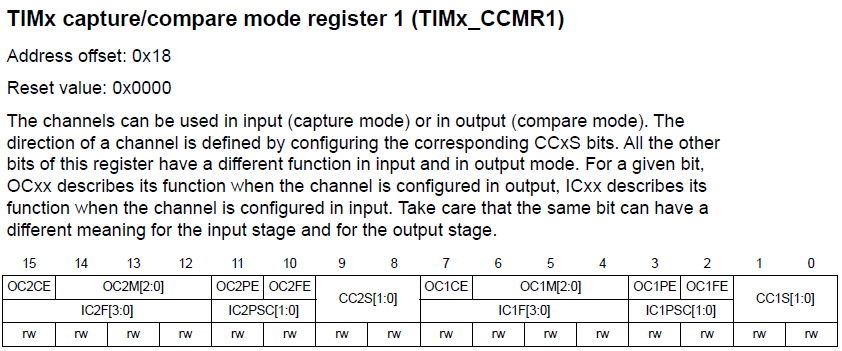 TIMx capture/compare mode register 1 (TIMx_CCMR1)
Address offset: 0x18
Reset value: 0x0000
The channels can be used in input (capture mode) or in output (compare mode). The
direction of a channel is defined by configuring the corresponding CCxS bits. All the other
bits of this register have a different function in input and in output mode. For a given bit,
OCxx describes its function when the channel is configured in output, ICxx describes its
function when the channel is configured in input. Take care that the same bit can have a
different meaning for the input stage and for the output stage.
15 14 13 12 11 10 9 8 7 6 5 4 3 2 1 0
OC2CE OC2M[2:0] OC2PE OC2FE CC2S[1:0] OC1CE OC1M[2:0] OC1PE OC1FE CC1S[1:0]
IC2F[3:0] IC2PSC[1:0] IC1F[3:0] IC1PSC[1:0]
rw rw rw rw rw rw rw rw rw rw rw rw rw rw rw rw